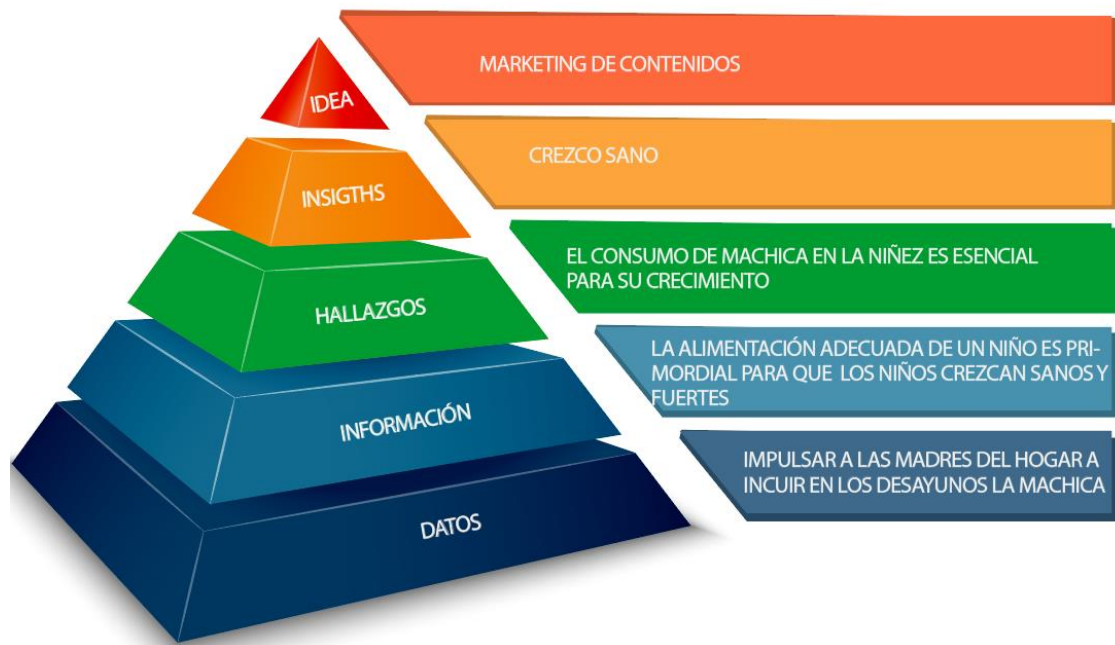 IDEA
MARKETING DE CONTENIDOS
INSIGTHS
CREZCO SANO
HALLAZGOS
EL CONSUMO DE MACHICA EN LA NIÑEZ ES ESENCIAL
PARA SU CRECIMIENTO
INFORMACIÓN
LA ALIMENTACIÓN ADECUADA DE UN NIÑO ES PRI-
MORDIAL PARA QUE LOS NIÑOS CREZCAN SANOS Y
FUERTES
DATOS
IMPULSAR A LAS MADRES DEL HOGAR A
INCUIR EN LOS DESAYUNOS LA MACHICA